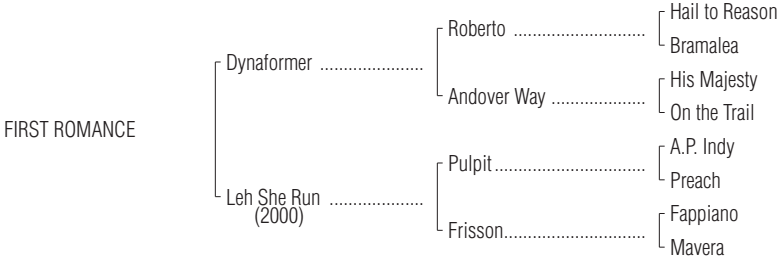 Hail to Reason
Roberto ............................
Bramalea
Dynaformer ......................
His Majesty
Andover Way ....................
On the Trail
FIRST ROMANCE
A.P. Indy
Pulpit................................
Preach
Leh She Run ....................
(2000)
Fappiano
Frisson..............................
Mavera